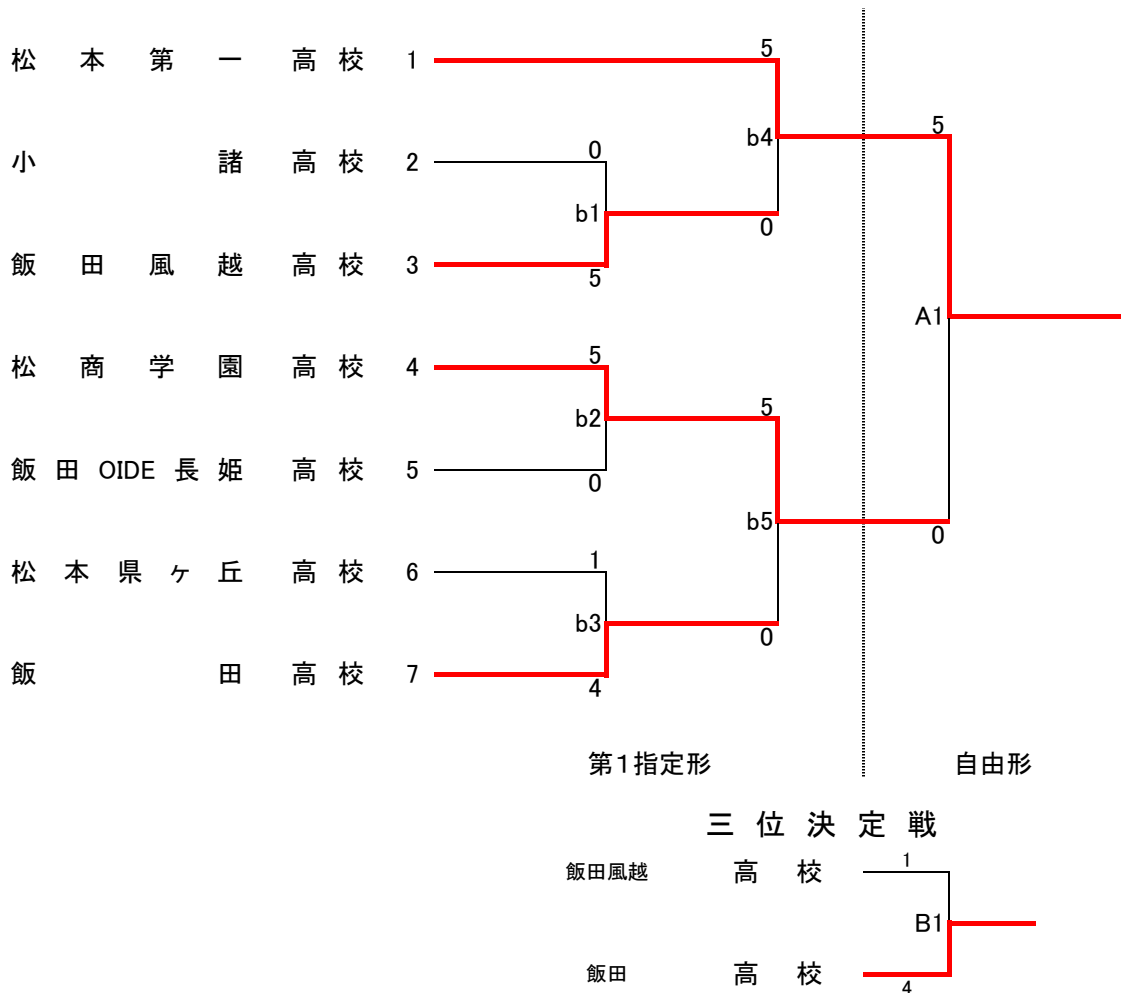 松本第一高校 1
5
b4
5
小諸高校 2
0
b1
0
飯田風越高校 3
5
A1
松商学園高校 4
5
5
b2
飯田OIDE長姫高校 5
0
b5
0
松本県ヶ丘高校 6
1
b3
0
飯田高校 7
4
第1指定形
自由形
三位決定戦
飯田風越 高校
1
B1
飯田 高校
4